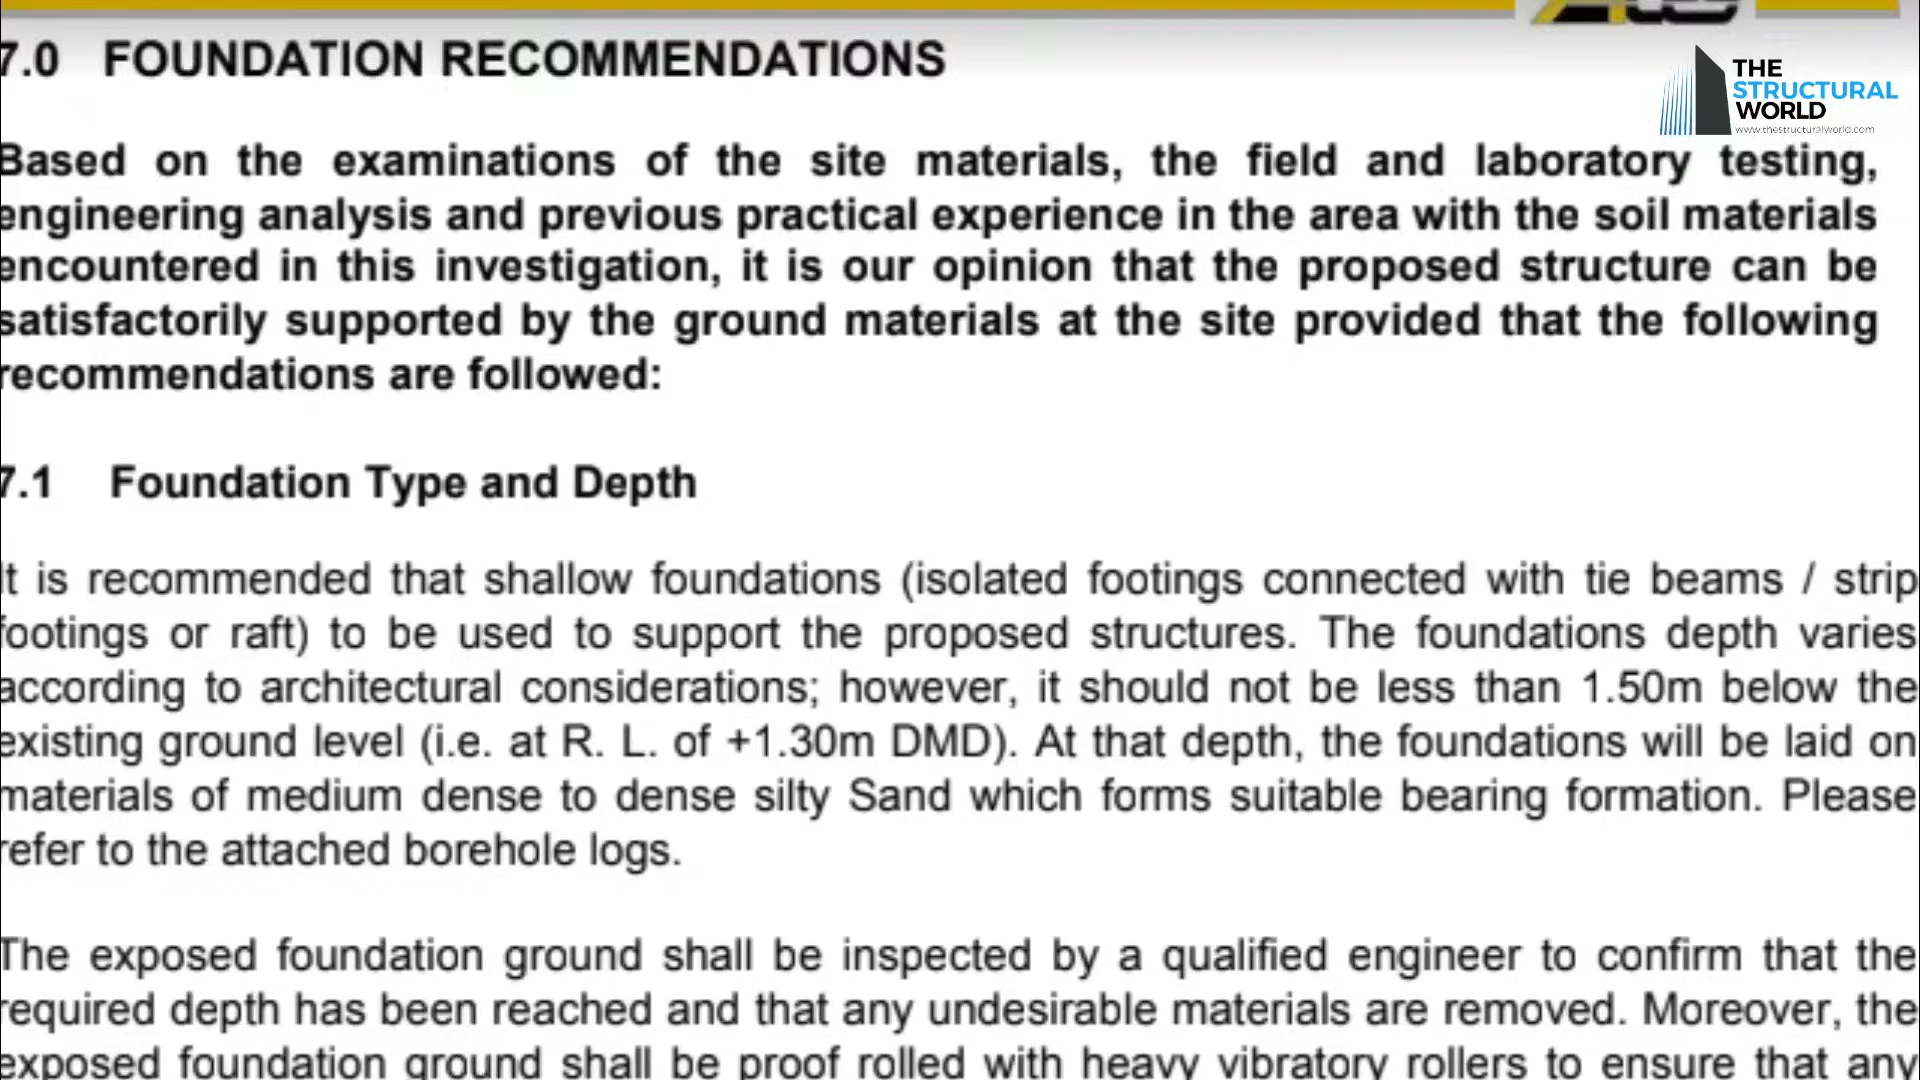 7.0 FOUNDATION RECOMMENDATIONS
THE
STRUCTURAL
WORLD
www.thestructuralworld.com
Based on the examinations of the site materials, the field and laboratory testing,
engineering analysis and previous practical experience in the area with the soil materials
encountered in this investigation, it is our opinion that the proposed structure can be
satisfactorily supported by the ground materials at the site provided that the following
recommendations are followed:
7.1 Foundation Type and Depth
It is recommended that shallow foundations (isolated footings connected with tie beams / strip
footings or raft) to be used to support the proposed structures. The foundations depth varies
according to architectural considerations; however, it should not be less than 1.50m below the
existing ground level (i.e. at R. L. of +1.30m DMD). At that depth, the foundations will be laid on
materials of medium dense to dense silty Sand which forms suitable bearing formation. Please
refer to the attached borehole logs.
The exposed foundation ground shall be inspected by a qualified engineer to confirm that the
required depth has been reached and that any undesirable materials are removed. Moreover, the
exposed foundation ground shall be proof rolled with heavy vibratory rollers to ensure that any